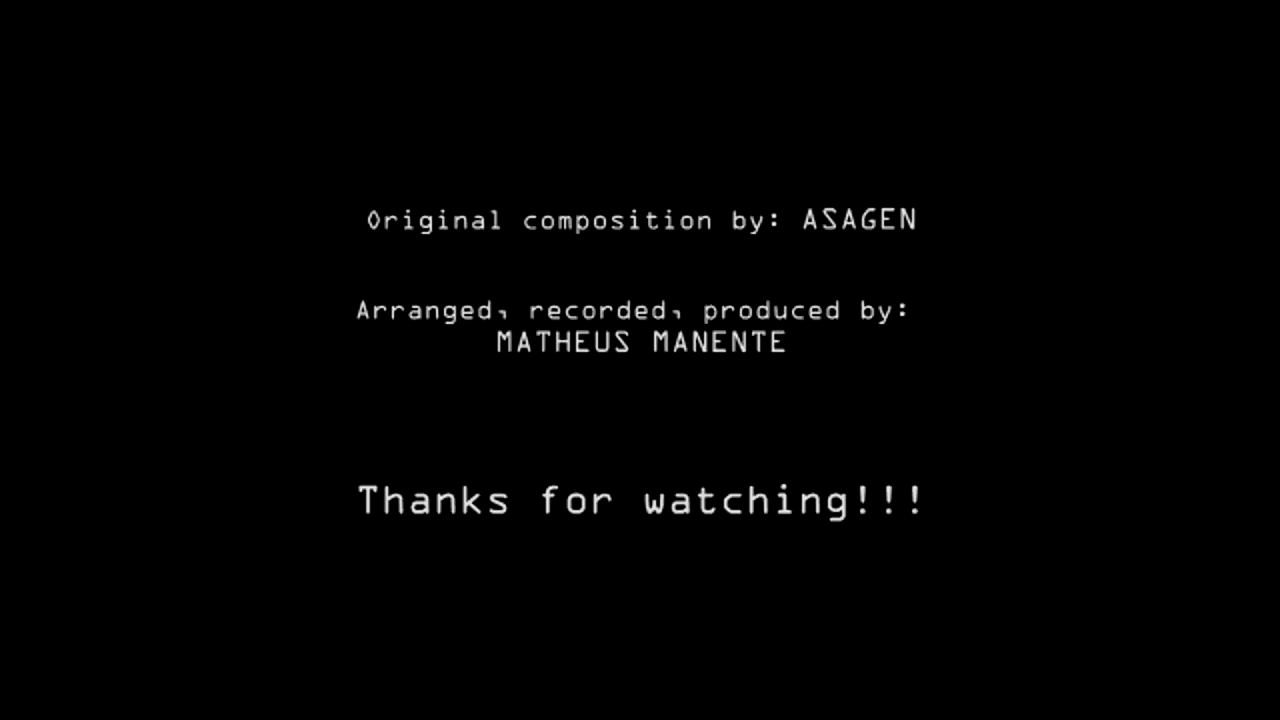 Original composition by: ASAGEN
Arranged, recorded, produced by:
MATHEUS MANENTE
Thanks for watching!!!